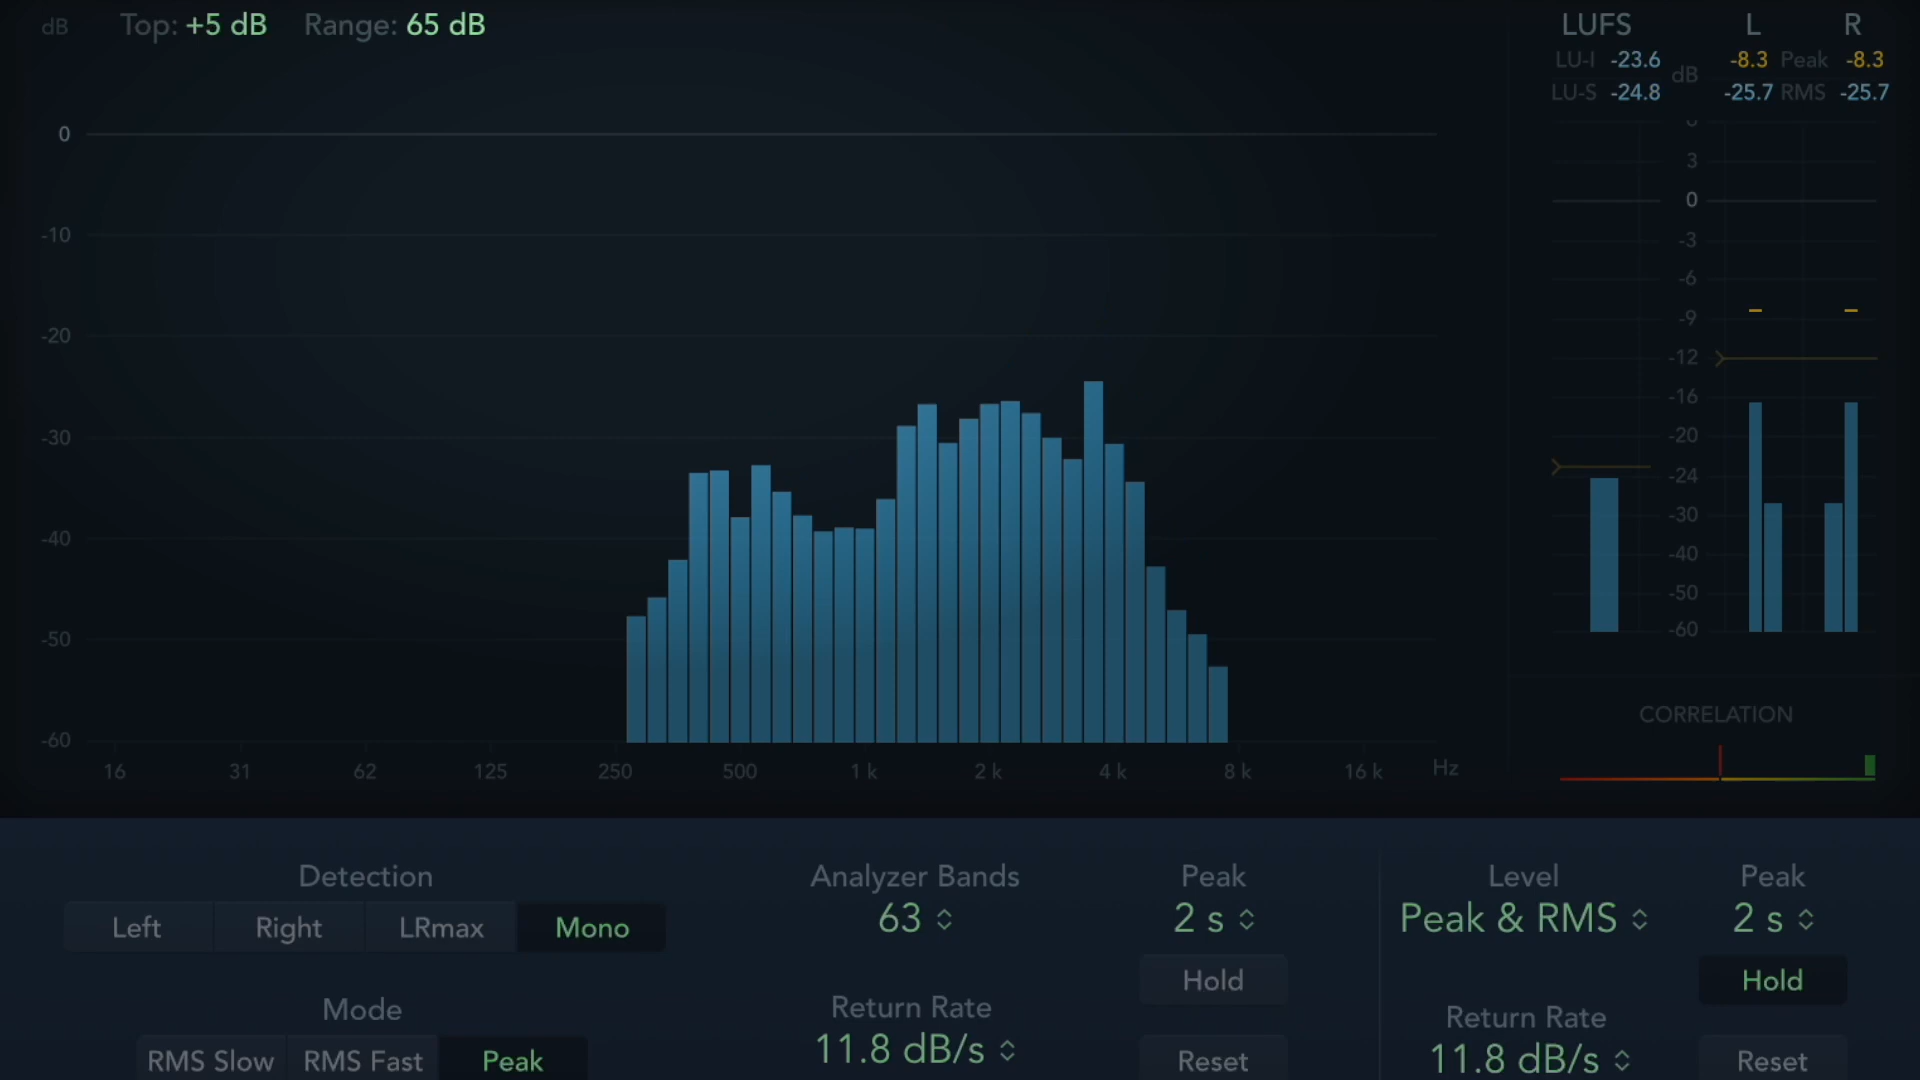 dB Top: +5 dB Range: 65 dB
LUFS L R
LU-I -23.6 dB -8.3 Peak -8.3
LU-S -24.8 -25.7 RMS -25.7
0
-10
-20
-30
-40
-50
-60
16 31 62 125 250 500 1 k 2 k 4 k 8 k 16 k Hz
3
0
-3
-6
-9
-12
-16
-20
-24
-30
-40
-50
-60
CORRELATION
Detection
Left Right LRmax Mono
Mode
RMS Slow RMS Fast Peak
Analyzer Bands
63
Return Rate
11.8 dB/s
Peak
2 s
Hold
Reset
Level
Peak & RMS
Return Rate
11.8 dB/s
Peak
2 s
Hold
Reset